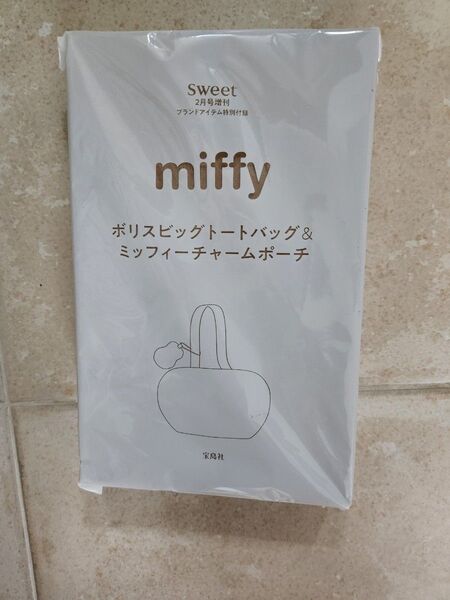 sweet
2月号増刊
ブランドアイテム特別付録
miffy
ボリスビッグトートバッグ&
ミッフィーチャームポーチ
宝島社